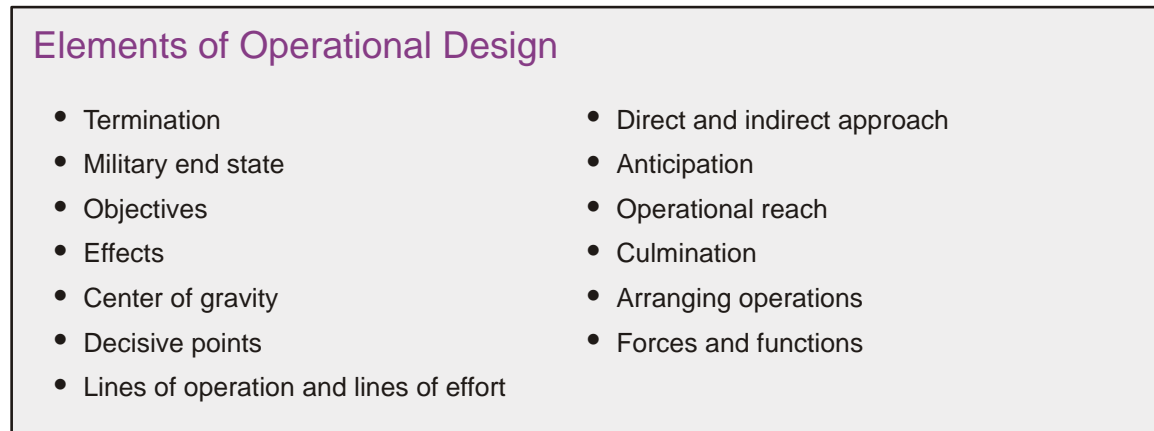 Elements of Operational Design
• Termination
• Military end state
• Objectives
• Effects
• Center of gravity
• Decisive points
• Lines of operation and lines of effort
• Direct and indirect approach
• Anticipation
• Operational reach
• Culmination
• Arranging operations
• Forces and functions